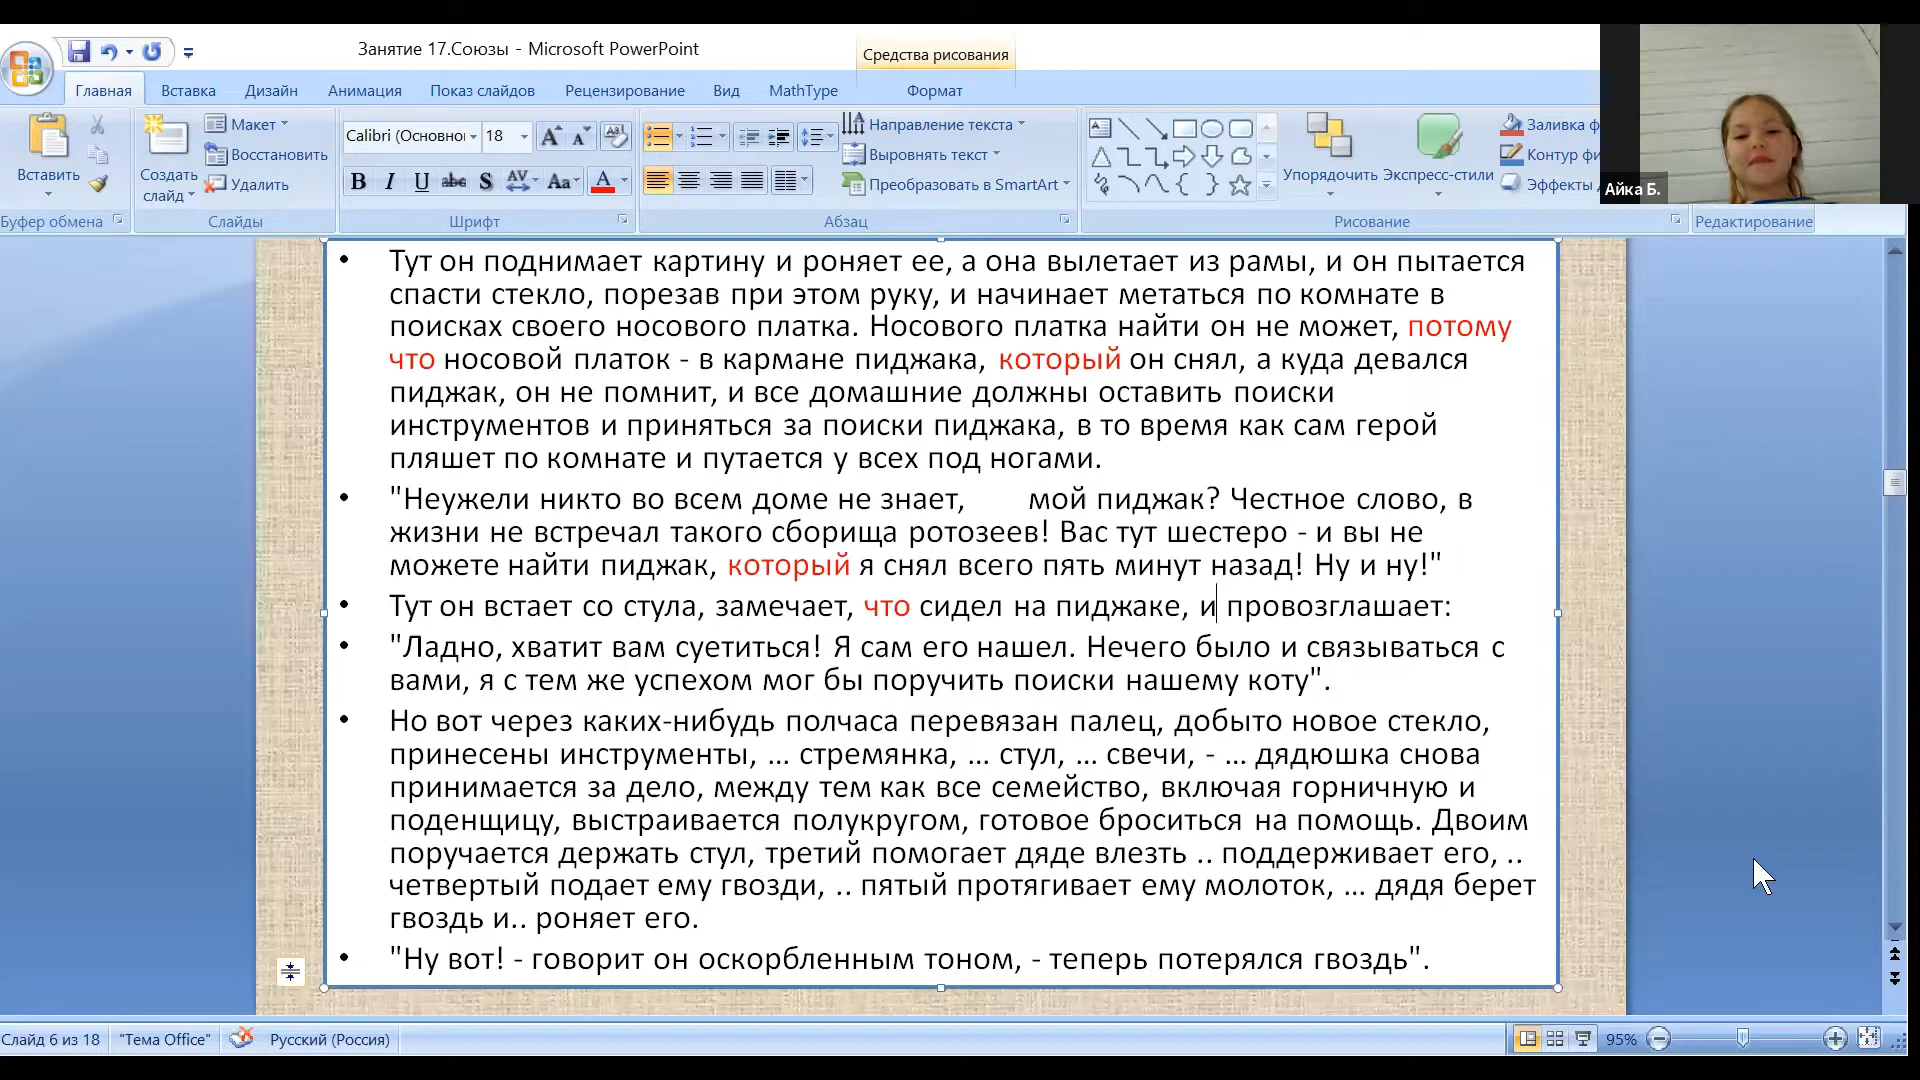 Занятие 17.Союзы - Microsoft PowerPoint
Средства рисования
Главная Вставка Дизайн Анимация Показ слайдов Рецензирование Вид MathType Формат
Вставить
Буфер обмена
Создать слайд
Макет
Восстановить
Удалить
Слайды
Calibri (Основно 18
Шрифт
Абзац
Направление текста
Выровнять текст
Преобразовать в SmartArt
Упорядочить
Экспресс-стили
Заливка ф
Контур фи
Эффекты
Рисование
Редактирование
Айка Б.
• Тут он поднимает картину и роняет ее, а она вылетает из рамы, и он пытается
спасти стекло, порезав при этом руку, и начинает метаться по комнате в
поисках своего носового платка. Носового платка найти он не может, потому
что носовой платок - в кармане пиджака, который он снял, а куда девался
пиджак, он не помнит, и все домашние должны оставить поиски
инструментов и приняться за поиски пиджака, в то время как сам герой
пляшет по комнате и путается у всех под ногами.
• "Неужели никто во всем доме не знает, мой пиджак? Честное слово, в
жизни не встречал такого сборища ротозеев! Вас тут шестеро - и вы не
можете найти пиджак, который я снял всего пять минут назад! Ну и ну!"
• Тут он встает со стула, замечает, что сидел на пиджаке, и провозглашает:
• "Ладно, хватит вам суетиться! Я сам его нашел. Нечего было и связываться с
вами, я с тем же успехом мог бы поручить поиски нашему коту".
• Но вот через каких-нибудь полчаса перевязан палец, добыто новое стекло,
принесены инструменты, ... стремянка, ... стул, ... свечи, - ... дядюшка снова
принимается за дело, между тем как все семейство, включая горничную и
поденщицу, выстраивается полукругом, готовое броситься на помощь. Двоим
поручается держать стул, третий помогает дяде влезть .. поддерживает его, ..
четвертый подает ему гвозди, .. пятый протягивает ему молоток, ... дядя берет
гвоздь и.. роняет его.
• "Ну вот! - говорит он оскорбленным тоном, - теперь потерялся гвоздь".
Слайд 6 из 18 "Тема Office" Русский (Россия) 95%